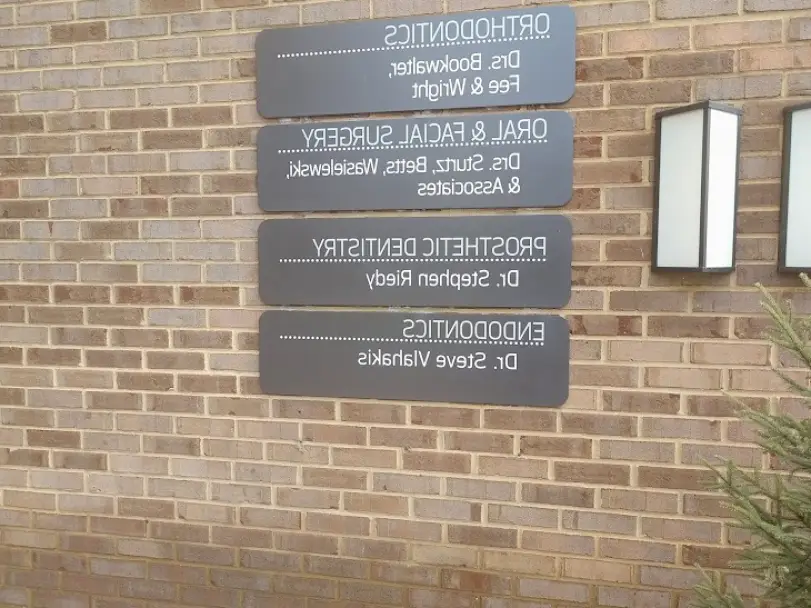 ORTHODONTICS
Drs. Bookwalter,
Fee & Wright
ORAL & FACIAL SURGERY
Drs. Sturtz, Betts, Wasielewski,
& Associates
PROSTHETIC DENTISTRY
Dr. Stephen Riedy
ENDODONTICS
Dr. Steve Vlahakis